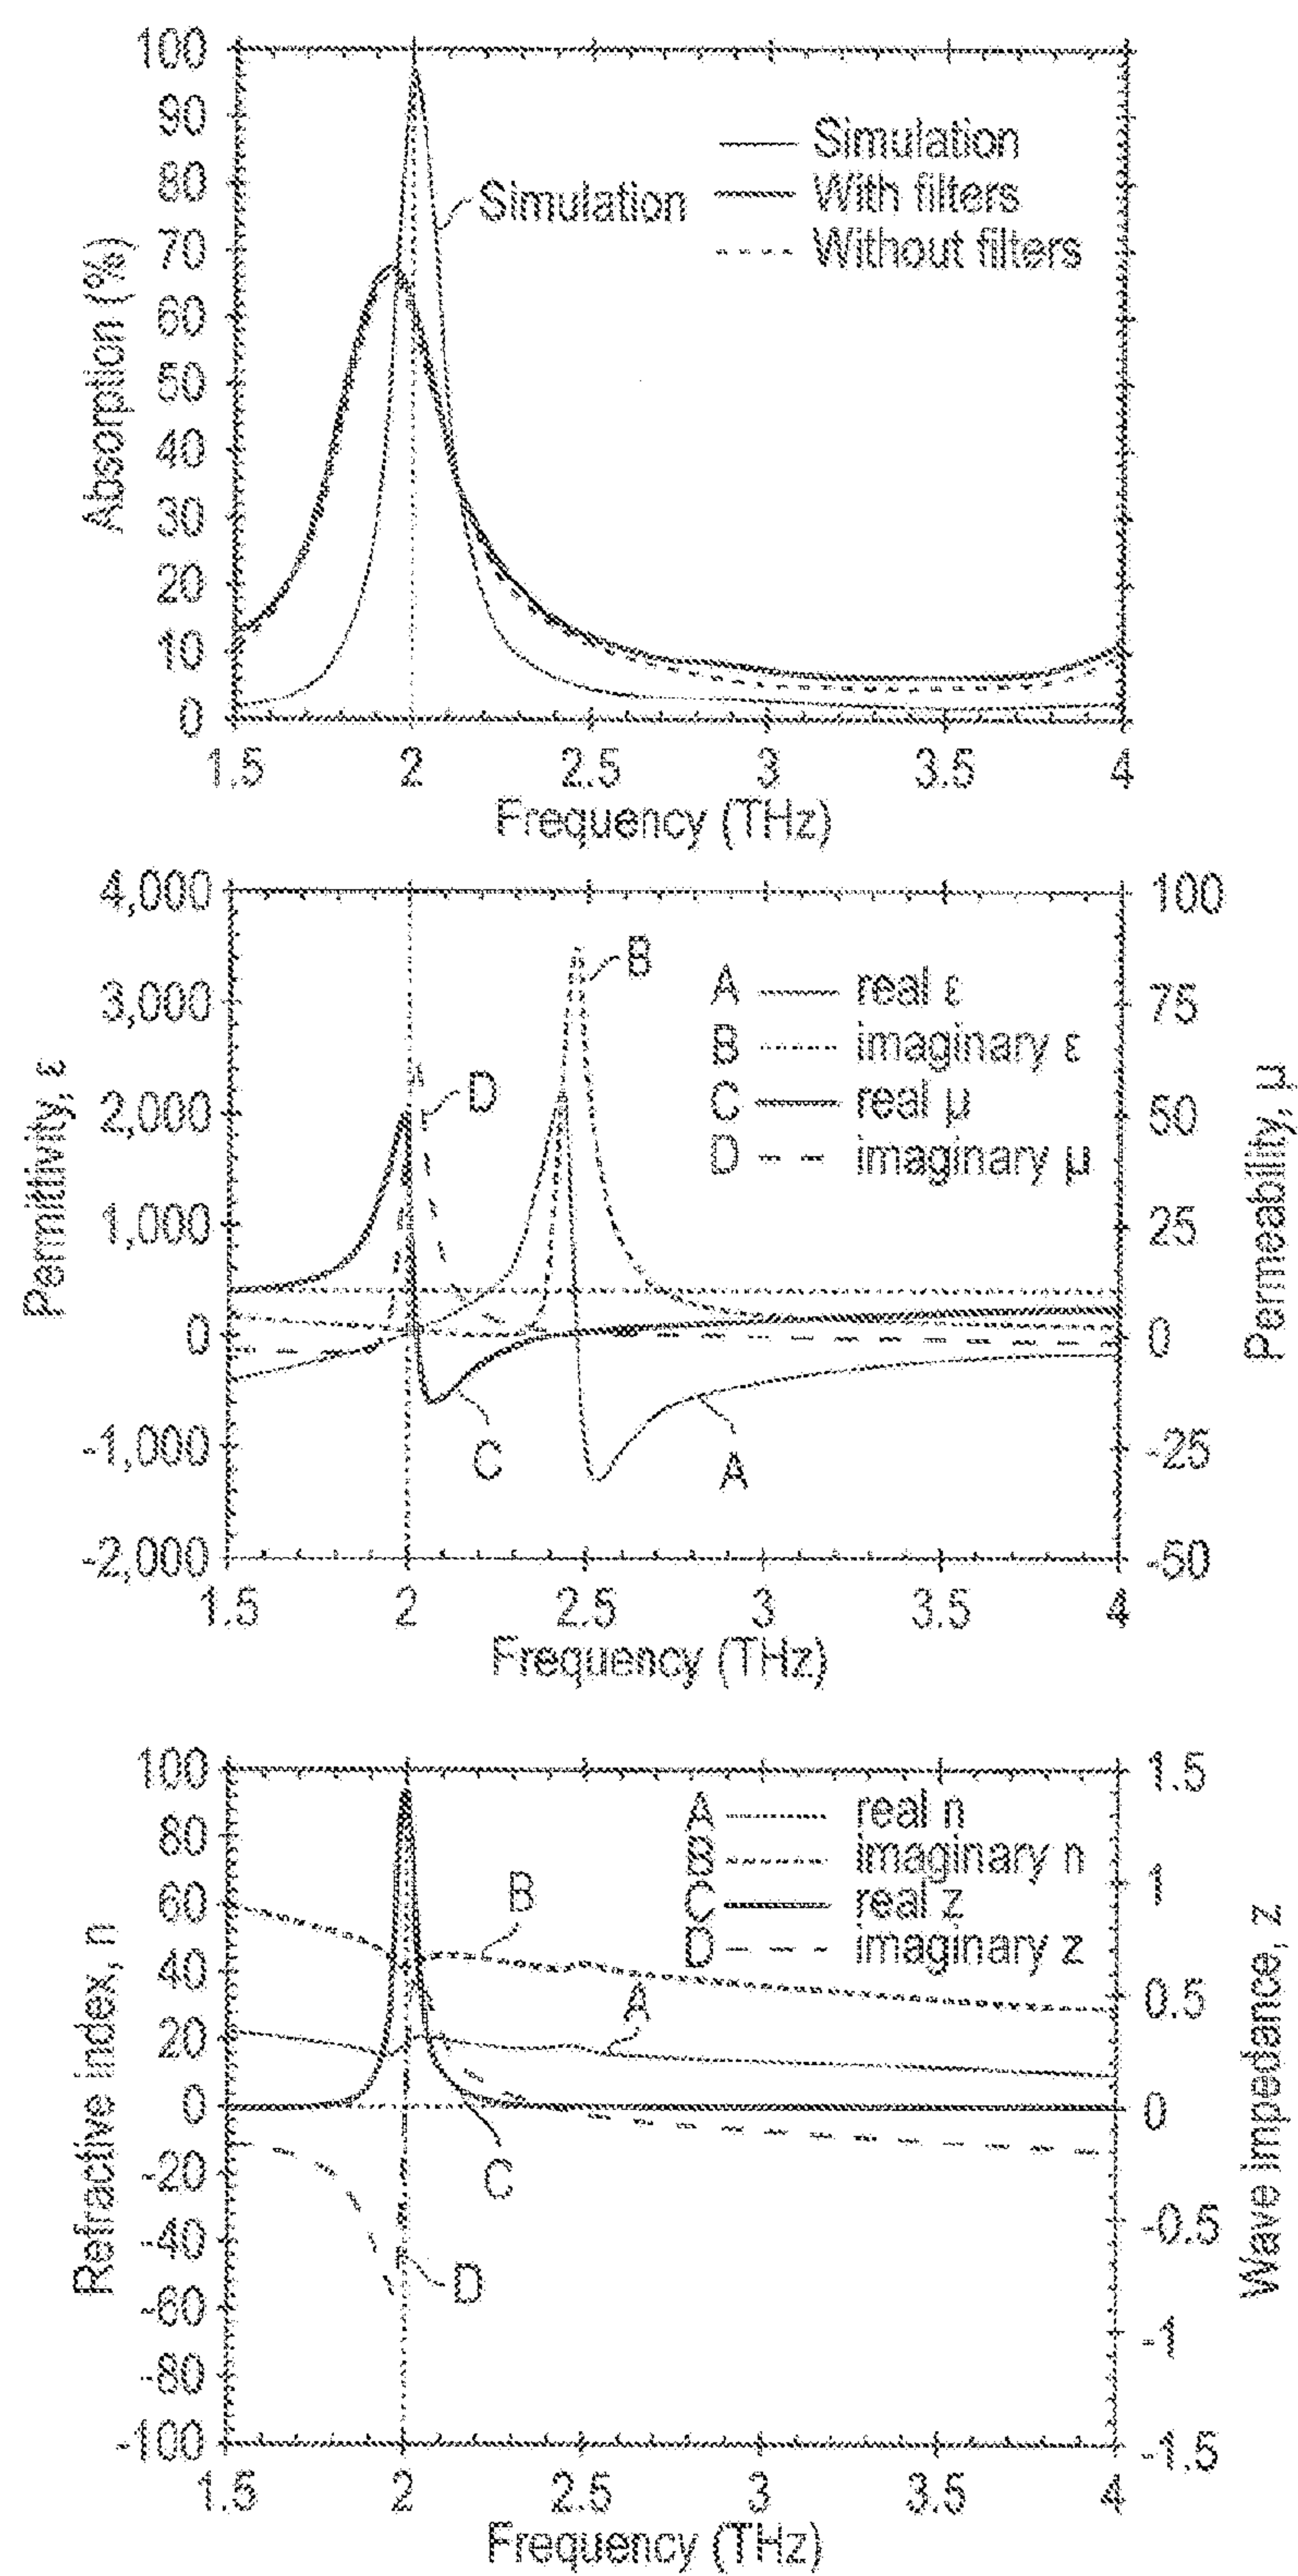 100
90
80
70
60
50
40
30
20
10
0
Absorption (%)
Simulation
With filters
Without filters
Simulation
1.5 2 2.5 3 3.5 4
Frequency (THz)
4,000
3,000
2,000
1,000
0
-1,000
-2,000
Permittivity, ε
100
75
50
25
0
-25
-50
Permeability, μ
A real ε
B imaginary ε
C real μ
D imaginary μ
B
D
C
A
1.5 2 2.5 3 3.5 4
Frequency (THz)
100
80
60
40
20
0
-20
-40
-60
-80
-100
Refractive index, n
1.5
1
0.5
0
-0.5
-1
-1.5
Wave impedance, z
A real n
B imaginary n
C real z
D imaginary z
B
A
C
D
1.5 2 2.5 3 3.5 4
Frequency (THz)